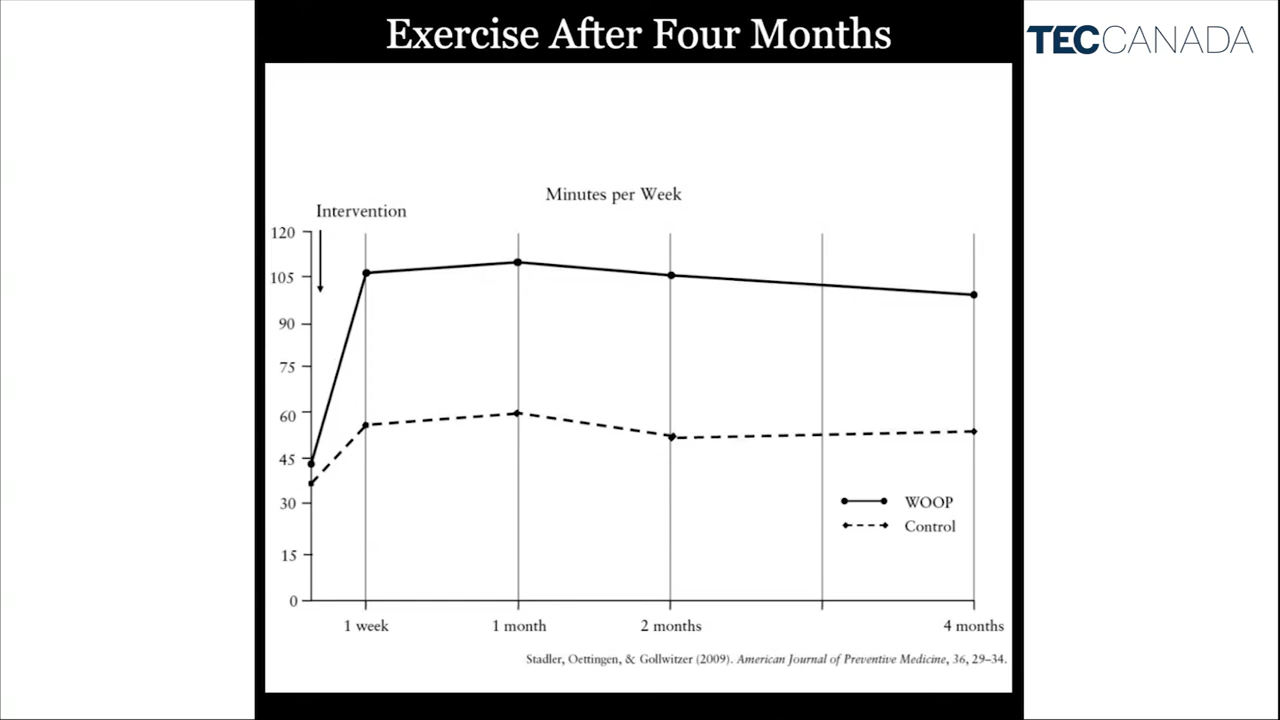 Exercise After Four Months
TECCANADA
Minutes per Week
Intervention
120
105
90
75
60
45
30
15
0
WOOP
Control
1 week 1 month 2 months 4 months
Stadler, Oettingen, & Gollwitzer (2009). American Journal of Preventive Medicine, 36, 29–34.